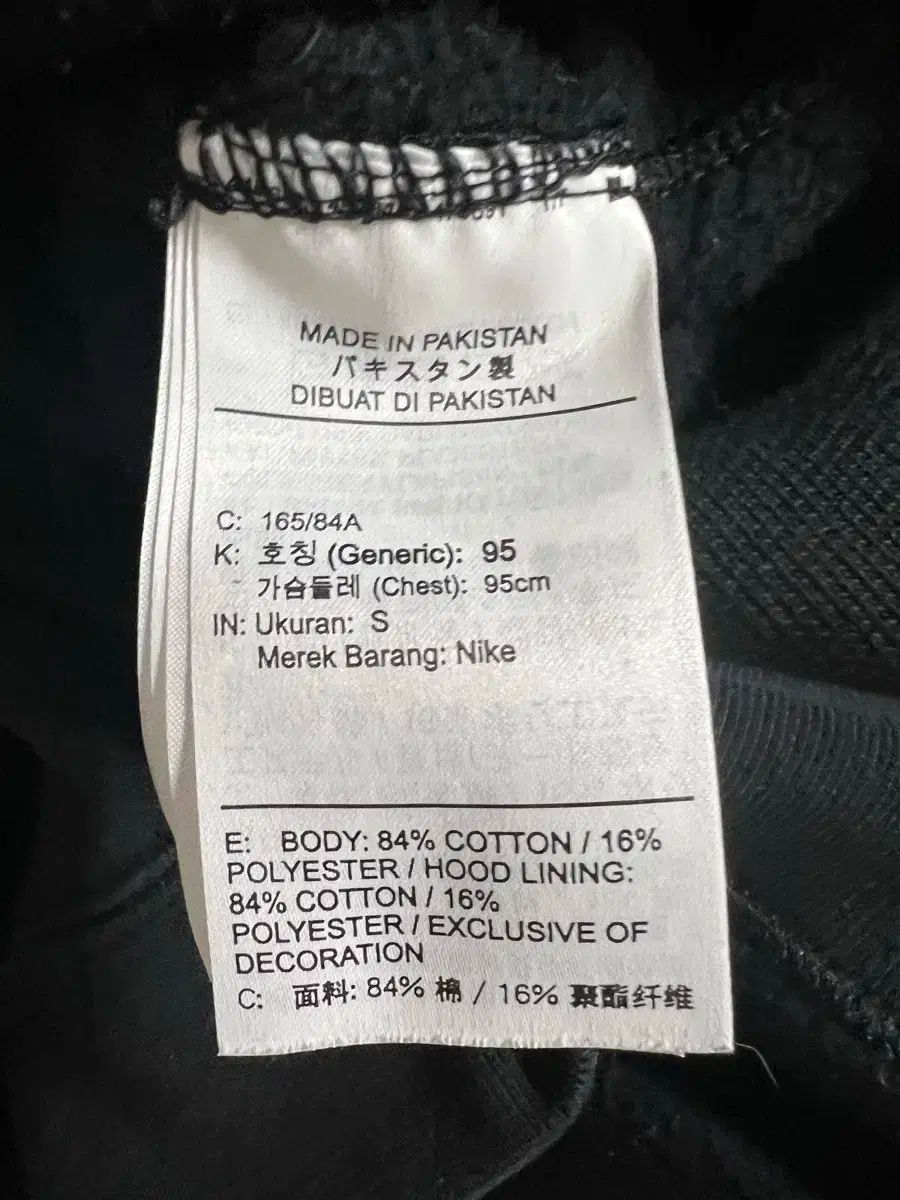 MADE IN PAKISTAN
パキスタン製
DIBUAT DI PAKISTAN
C: 165/84A
K: 호칭 (Generic): 95
가슴둘레 (Chest): 95cm
IN: Ukuran: S
Merek Barang: Nike
E: BODY: 84% COTTON / 16%
POLYESTER / HOOD LINING:
84% COTTON / 16%
POLYESTER / EXCLUSIVE OF
DECORATION
C: 面料: 84% 棉 / 16% 聚酯纤维